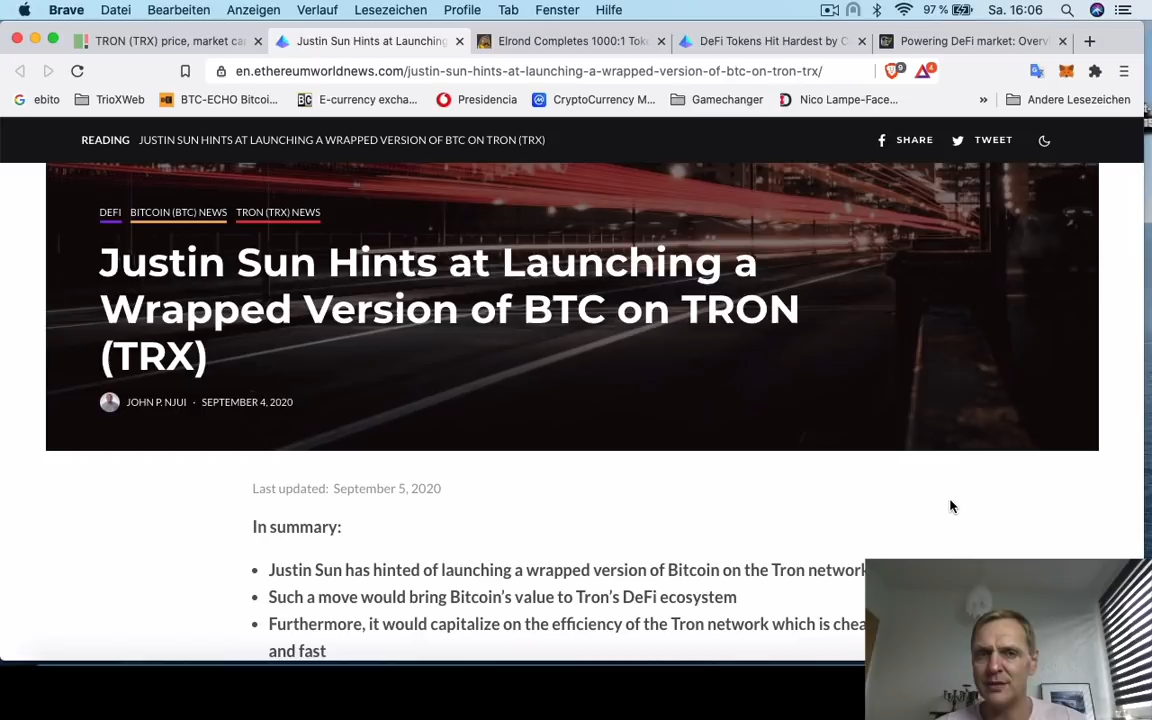 Brave Datei Bearbeiten Anzeigen Verlauf Lesezeichen Profile Tab Fenster Hilfe 97 % Sa. 16:06
TRON (TRX) price, market ca Justin Sun Hints at Launching Elrond Completes 1000:1 Tok DeFi Tokens Hit Hardest by C Powering DeFi market: Overv
en.ethereumworldnews.com/justin-sun-hints-at-launching-a-wrapped-version-of-btc-on-tron-trx/ 9 4
ebito TrioXWeb BTC-ECHO Bitcoi... E-currency excha... Presidencia CryptoCurrency M... Gamechanger Nico Lampe-Face... » Andere Lesezeichen
READING JUSTIN SUN HINTS AT LAUNCHING A WRAPPED VERSION OF BTC ON TRON (TRX) SHARE TWEET
DEFI BITCOIN (BTC) NEWS TRON (TRX) NEWS
Justin Sun Hints at Launching a
Wrapped Version of BTC on TRON
(TRX)
JOHN P. NJUI · SEPTEMBER 4, 2020
Last updated: September 5, 2020
In summary:
• Justin Sun has hinted of launching a wrapped version of Bitcoin on the Tron network
• Such a move would bring Bitcoin's value to Tron's DeFi ecosystem
• Furthermore, it would capitalize on the efficiency of the Tron network which is chea
and fast